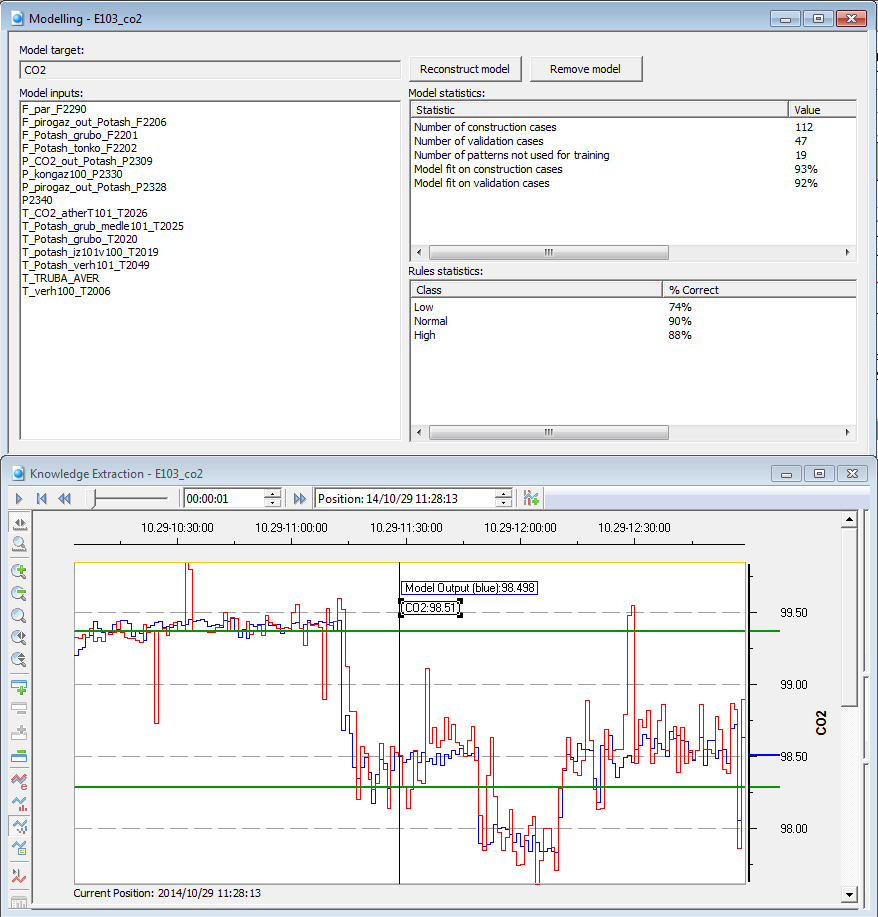 Modelling - E103_co2
Model target:
CO2
Reconstruct model
Remove model
Model inputs:
F_par_F2290
F_pirogaz_out_Potash_F2206
F_Potash_grubo_F2201
F_Potash_tonko_F2202
P_CO2_out_Potash_P2309
P_kongaz100_P2330
P_pirogaz_out_Potash_P2328
P2340
T_CO2_atherT101_T2026
T_Potash_grub_medle101_T2025
T_Potash_grubo_T2020
T_potash_iz101v100_T2019
T_Potash_verh101_T2049
T_TRUBA_AVER
T_verh100_T2006
Model statistics:
Statistic Value
Number of construction cases 112
Number of validation cases 47
Number of patterns not used for training 19
Model fit on construction cases 93%
Model fit on validation cases 92%
Rules statistics:
Class % Correct
Low 74%
Normal 90%
High 88%
Knowledge Extraction - E103_co2
00:00:01
Position: 14/10/29 11:28:13
10.29-10:30:00 10.29-11:00:00 10.29-11:30:00 10.29-12:00:00 10.29-12:30:00
Model Output (blue):98.498
CO2:98.51
99.50
99.00
98.50
98.00
CO2
Current Position: 2014/10/29 11:28:13